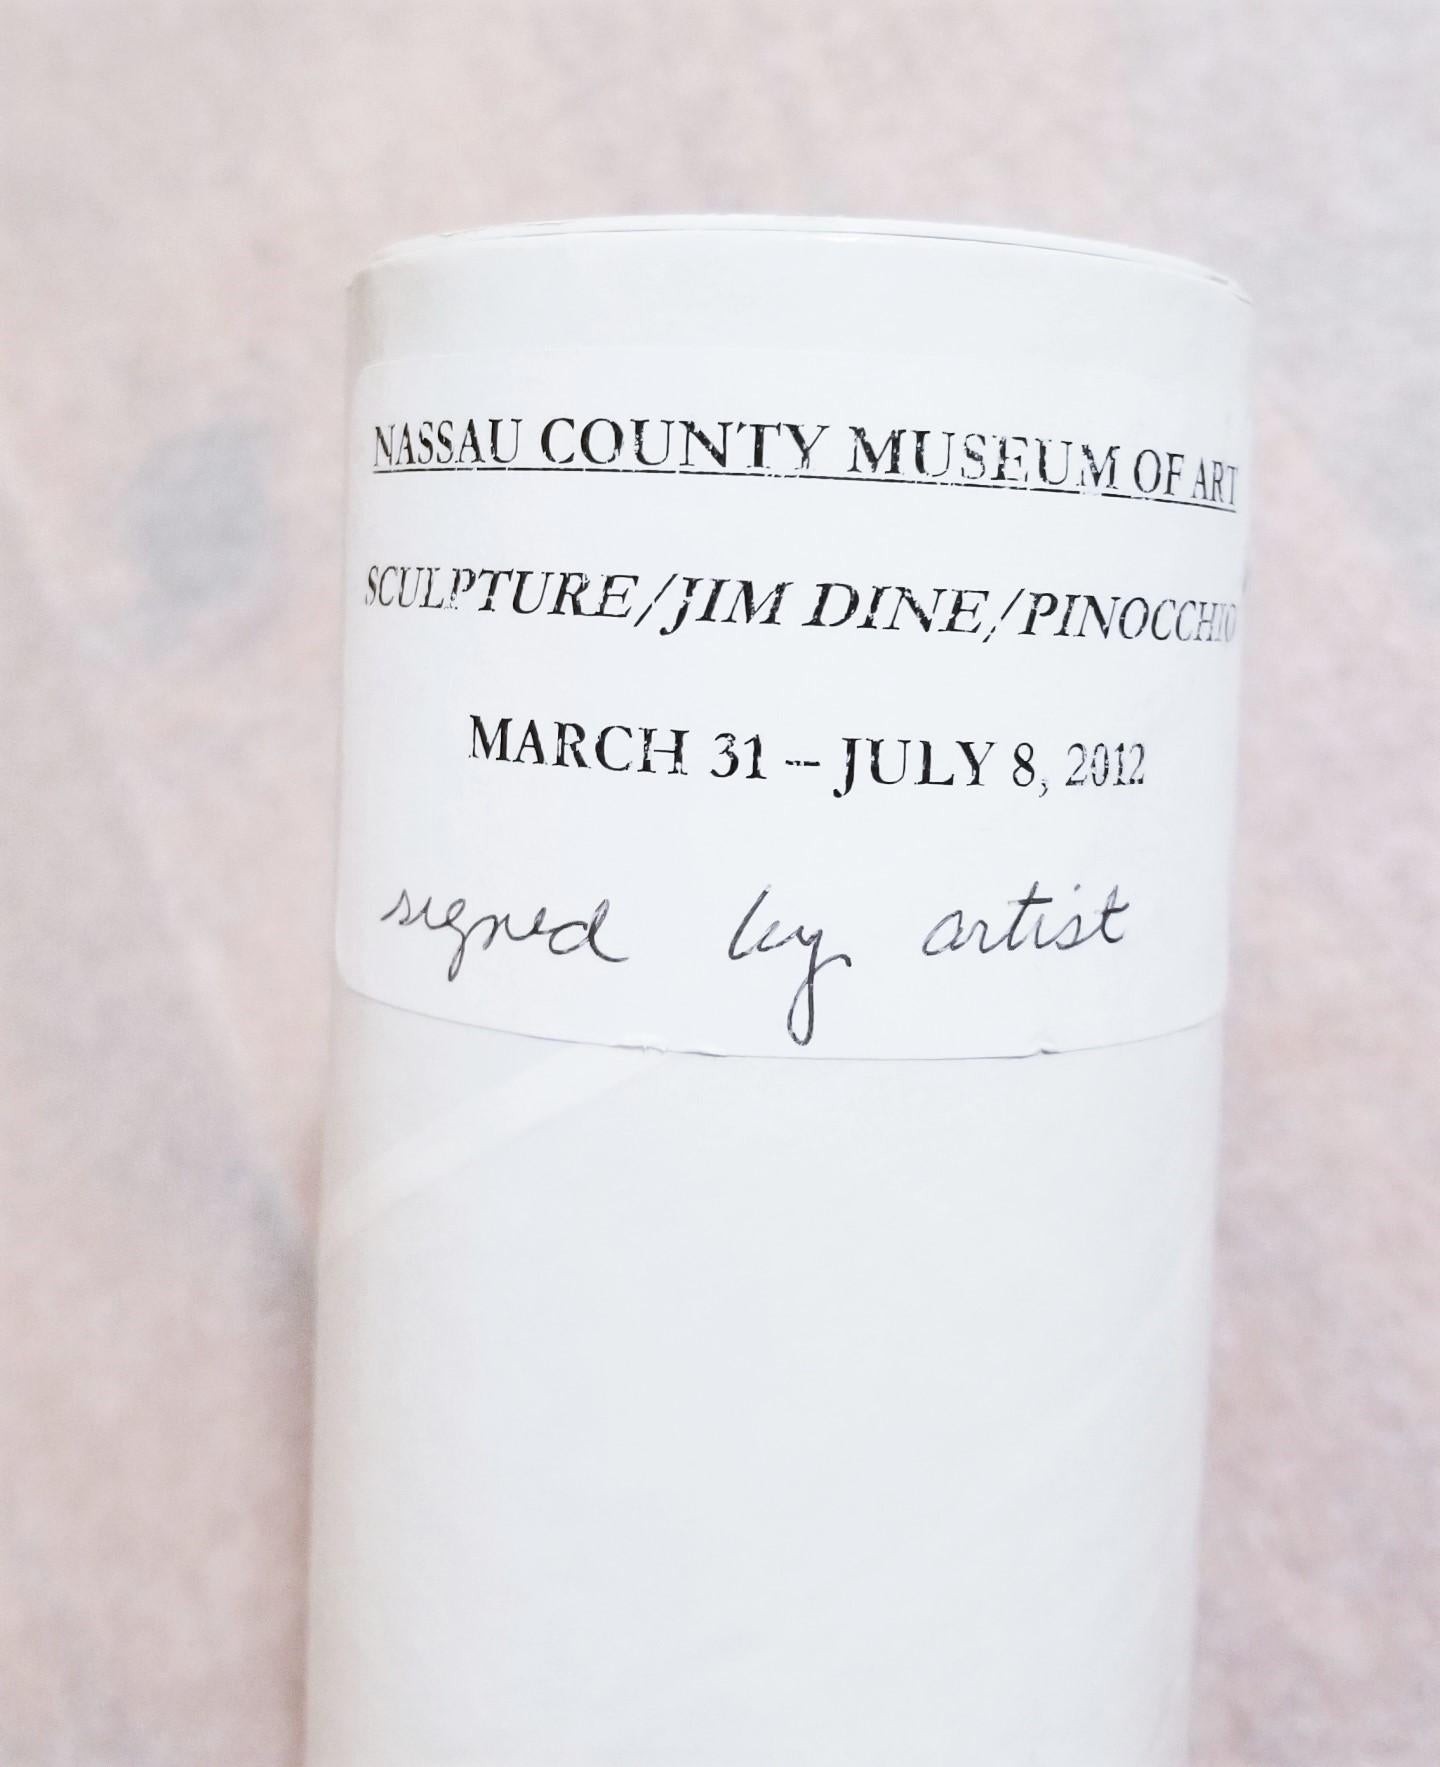 NASSAU COUNTY MUSEUM OF ART
SCULPTURE/JIM DINE/PINOCCHIO
MARCH 31 -- JULY 8, 2012
signed by artist